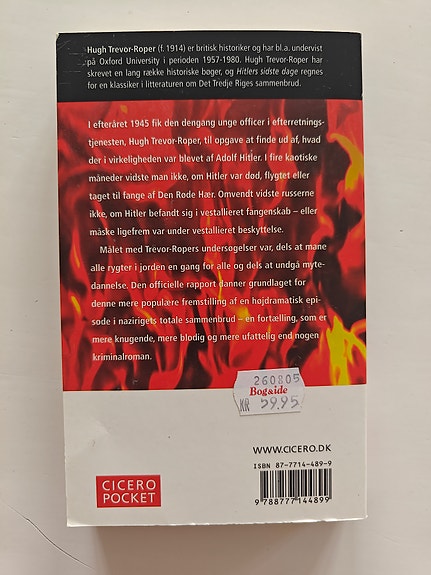 Hugh Trevor-Roper (f. 1914) er britisk historiker og har bl.a. undervist
på Oxford University i perioden 1957-1980. Hugh Trevor-Roper har
skrevet en lang række historiske bøger, og Hitlers sidste dage regnes
for en klassiker i litteraturen om Det Tredje Riges sammenbrud.
I efteråret 1945 fik den dengang unge officer i efterretnings-
tjenesten, Hugh Trevor-Roper, til opgave at finde ud af, hvad
der i virkeligheden var blevet af Adolf Hitler. I fire kaotiske
måneder vidste man ikke, om Hitler var død, flygtet eller
taget til fange af Den Røde Hær. Omvendt vidste russerne
ikke, om Hitler befandt sig i vestallieret fangenskab – eller
måske ligefrem var under vestallieret beskyttelse.
Målet med Trevor-Ropers undersøgelser var, dels at mane
alle rygter i jorden en gang for alle og dels at undgå myte-
dannelse. Den officielle rapport danner grundlaget for
denne mere populære fremstilling af en højdramatisk epi-
sode i nazirigets totale sammenbrud – en fortælling, som er
mere knugende, mere blodig og mere ufattelig end nogen
kriminalroman.
260805
Bog&ide
KR 59.95
WWW.CICERO.DK
ISBN 87-7714-489-9
CICERO
POCKET
9 788777 144899